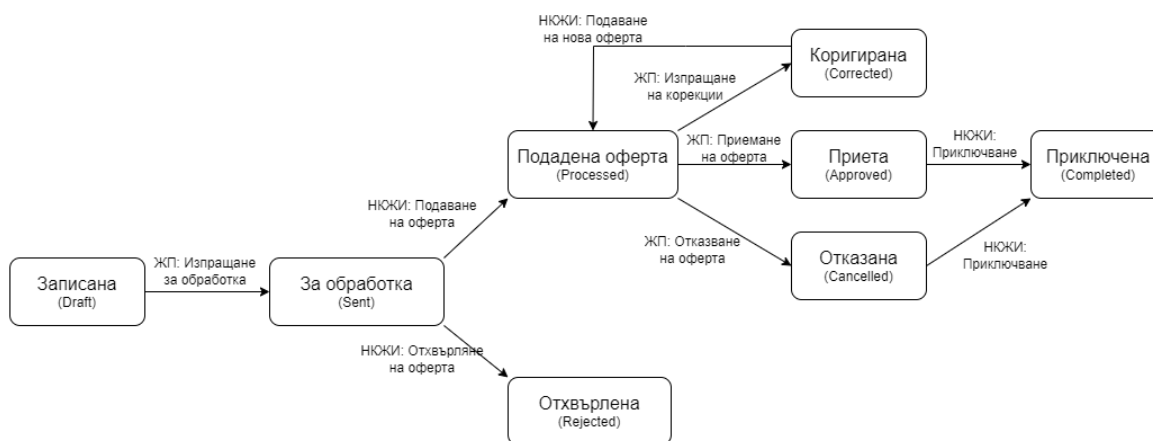 НКЖИ: Подаване
на нова оферта
Коригирана
(Corrected)
ЖП: Изпращане
на корекции
Подадена оферта
(Processed)
ЖП: Приемане
на оферта
Приета
(Approved)
НКЖИ:
Приключване
Приключена
(Completed)
НКЖИ: Подаване
на оферта
ЖП: Отказване
на оферта
Отказана
(Cancelled)
НКЖИ:
Приключване
Записана
(Draft)
ЖП: Изпращане
за обработка
За обработка
(Sent)
НКЖИ: Отхвърляне
на оферта
Отхвърлена
(Rejected)